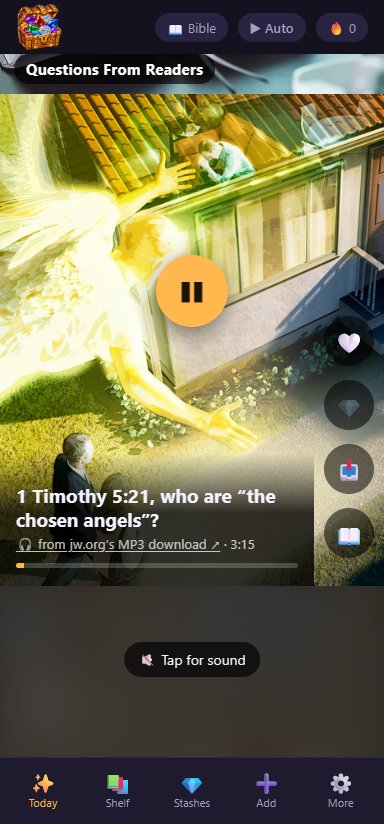 Bible
Auto
0
Questions From Readers
1 Timothy 5:21, who are “the
chosen angels”?
from jw.org’s MP3 download ↗ · 3:15
Tap for sound
Today
Shelf
Stashes
Add
More